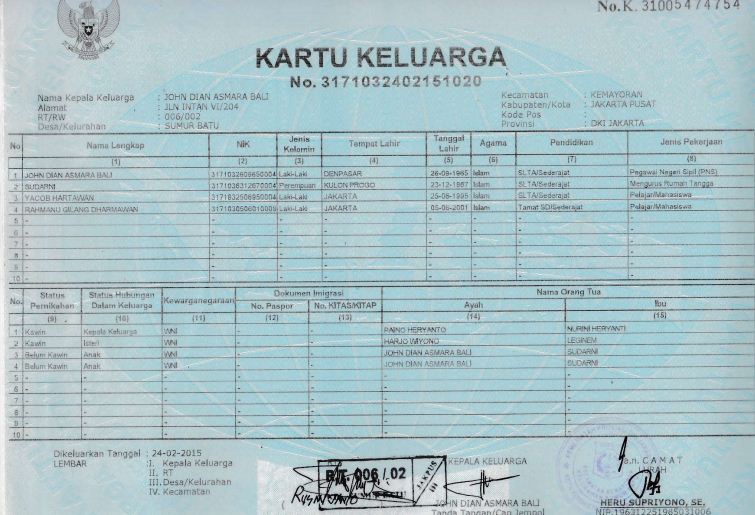 No.K. 31005474754
KARTU KELUARGA
No. 3171032402151020
Nama Kepala Keluarga : JOHN DIAN ASMARA BALI
Alamat : JLN INTAN VI/204
RT/RW : 006/002
Desa/Kelurahan : SUMUR BATU
Kecamatan : KEMAYORAN
Kabupaten/Kota : JAKARTA PUSAT
Kode Pos :
Provinsi : DKI JAKARTA
No Nama Lengkap NIK Jenis Kelamin Tempat Lahir Tanggal Lahir Agama Pendidikan Jenis Pekerjaan
(1) (2) (3) (4) (5) (6) (7) (8)
1 JOHN DIAN ASMARA BALI Laki-Laki DENPASAR 26-09-1965 Islam SLTA/Sederajat Pegawai Negeri Sipil (PNS)
2 SUDARNI Perempuan KULON PROGO 23-12-1967 Islam SLTA/Sederajat Mengurus Rumah Tangga
3 YACOB HARTAWAN Laki-Laki JAKARTA 25-08-1995 Islam SLTA/Sederajat Pelajar/Mahasiswa
4 RAHMANU GILANG DHARMAWAN Laki-Laki JAKARTA 05-06-2001 Islam Tamat SD/Sederajat Pelajar/Mahasiswa
5 - - - - - - - -
6 - - - - - - - -
7 - - - - - - - -
8 - - - - - - - -
9 - - - - - - - -
10 - - - - - - - -
No. Status Pernikahan Status Hubungan Dalam Keluarga Kewarganegaraan Dokumen Imigrasi Nama Orang Tua
No. Paspor No. KITAS/KITAP Ayah Ibu
(9) (10) (11) (12) (13) (14) (15)
1 Kawin Kepala Keluarga WNI - - PAINO HERYANTO NURINI HERYANTI
2 Kawin Isteri WNI - - HARJO WIYONO LEGINEM
3 Belum Kawin Anak WNI - - JOHN DIAN ASMARA BALI SUDARNI
4 Belum Kawin Anak WNI - - JOHN DIAN ASMARA BALI SUDARNI
5 - - - - - - -
6 - - - - - - -
7 - - - - - - -
8 - - - - - - -
9 - - - - - - -
10 - - - - - - -
Dikeluarkan Tanggal : 24-02-2015
LEMBAR :I. Kepala Keluarga
II. RT
III. Desa/Kelurahan
IV. Kecamatan
RT. 006 / 02
JAKPUS
KEPALA KELUARGA
JOHN DIAN ASMARA BALI
Tanda Tangan/Cap Jempol
a.n. CAMAT
LURAH
HERU SUPRIYONO, SE,
NIP.196312251985031006